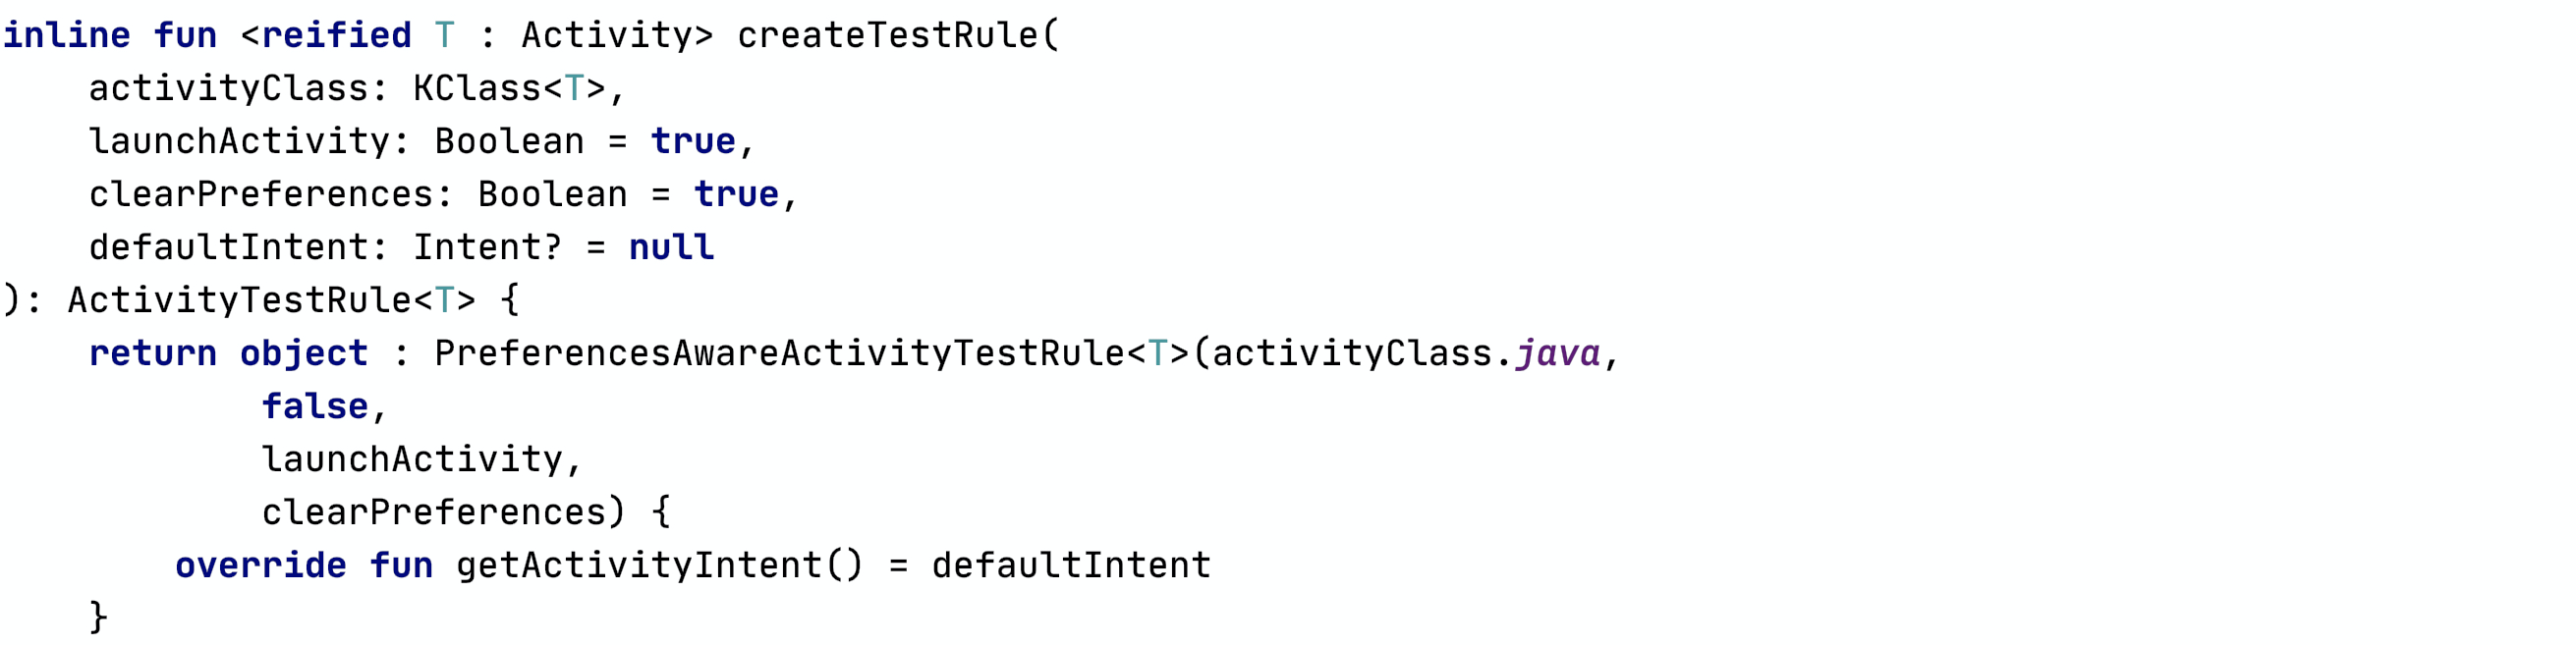 inline fun <reified T : Activity> createTestRule(
    activityClass: KClass<T>,
    launchActivity: Boolean = true,
    clearPreferences: Boolean = true,
    defaultIntent: Intent? = null
): ActivityTestRule<T> {
    return object : PreferencesAwareActivityTestRule<T>(activityClass.java,
            false,
            launchActivity,
            clearPreferences) {
        override fun getActivityIntent() = defaultIntent
    }